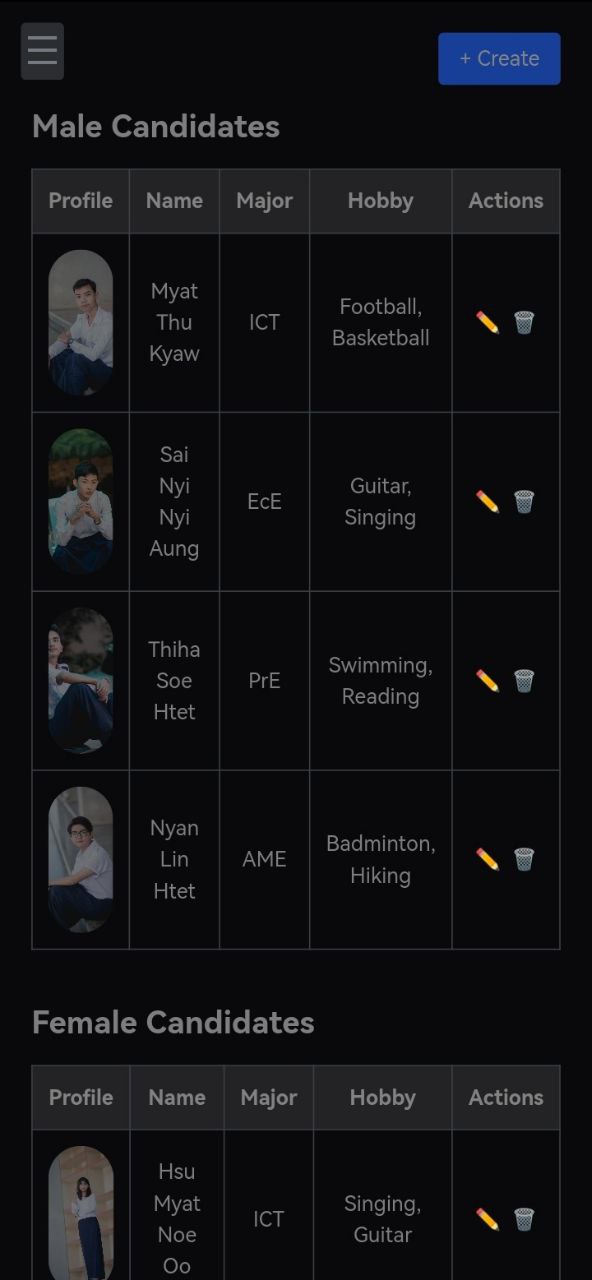 + Create
Male Candidates
Profile Name Major Hobby Actions
Myat
Thu
Kyaw
ICT
Football,
Basketball
Sai
Nyi
Nyi
Aung
EcE
Guitar,
Singing
Thiha
Soe
Htet
PrE
Swimming,
Reading
Nyan
Lin
Htet
AME
Badminton,
Hiking
Female Candidates
Profile Name Major Hobby Actions
Hsu
Myat
Noe
Oo
ICT
Singing,
Guitar